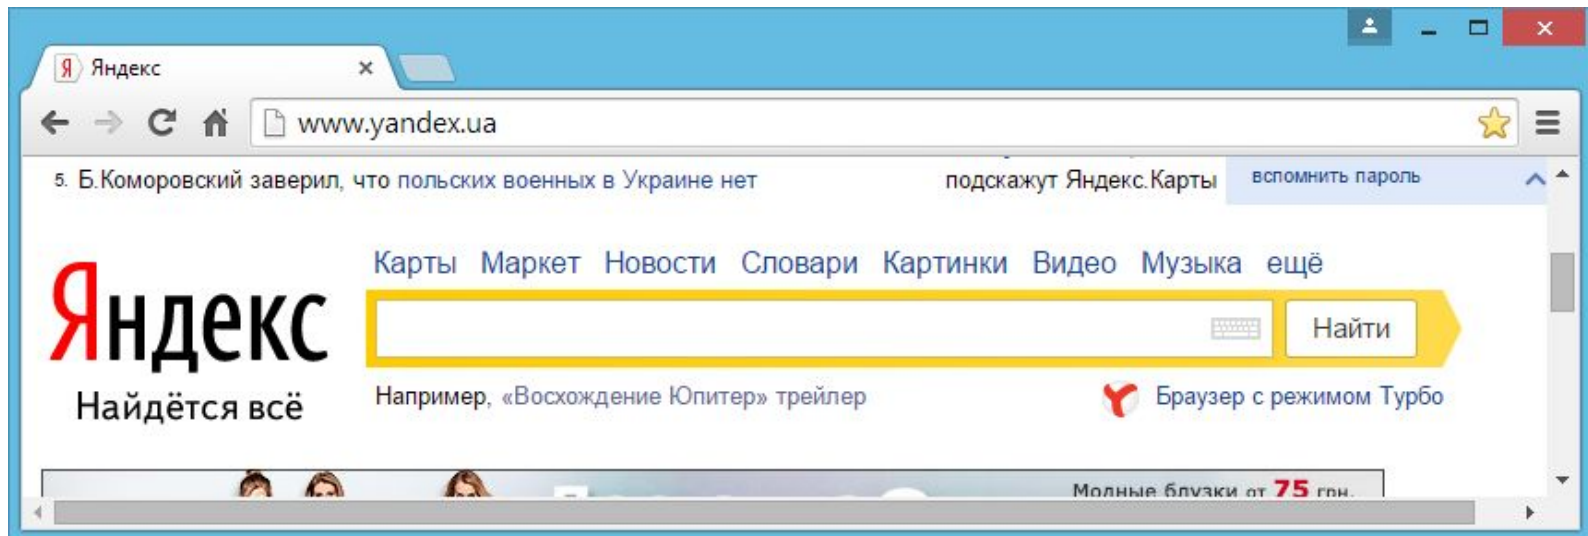 Яндекс
www.yandex.ua
5. Б.Коморовский заверил, что польских военных в Украине нет
подскажут Яндекс.Карты
вспомнить пароль
Карты Маркет Новости Словари Картинки Видео Музыка ещё
Яндекс
Найти
Найдётся всё
Например, «Восхождение Юпитер» трейлер
Браузер с режимом Турбо
Модные блузки от 75 грн.